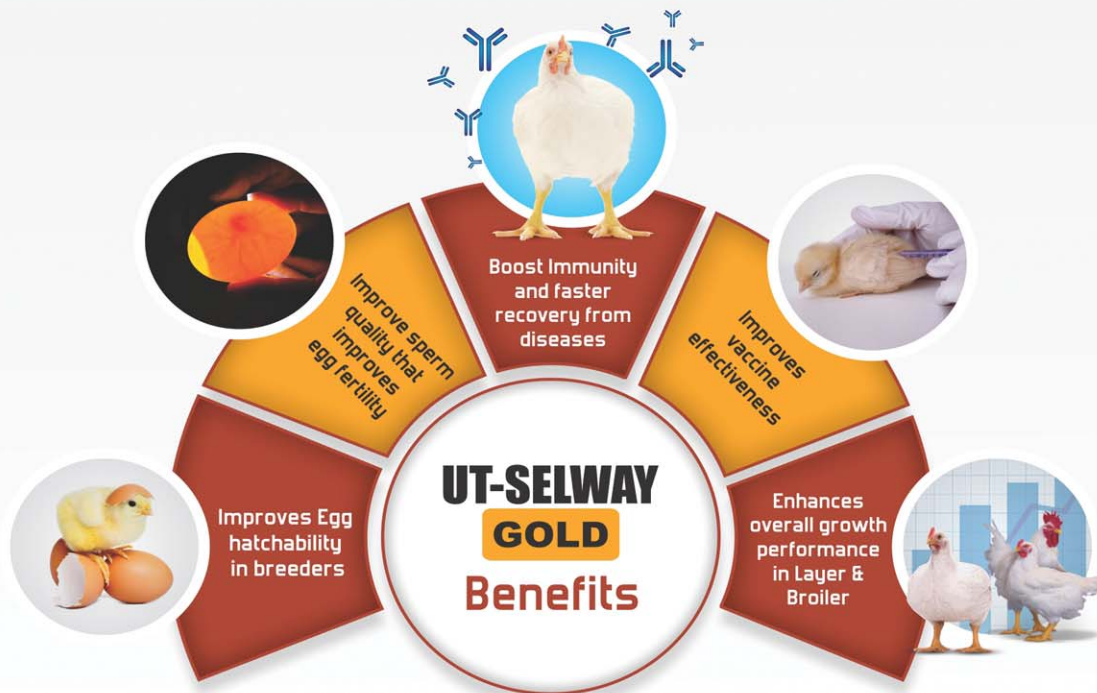 Boost Immunity
and faster
recovery from
diseases
Improve sperm
quality that
improves
egg fertility
Improves
vaccine
effectiveness
Improves Egg
hatchability
in breeders
UT-SELWAY
GOLD
Benefits
Enhances
overall growth
performance
in Layer &
Broiler